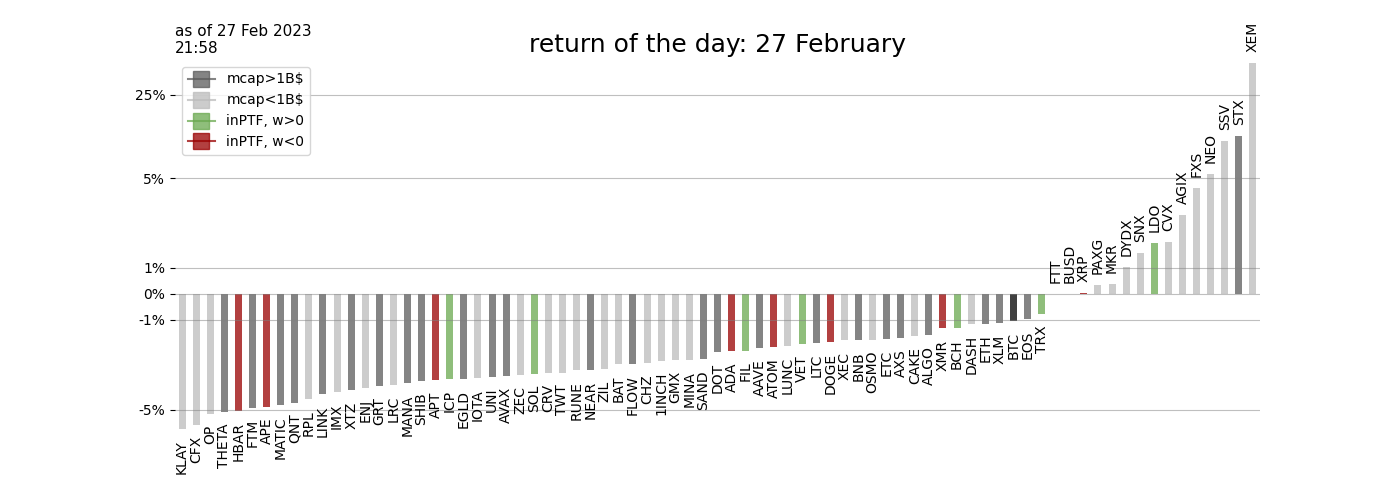 as of 27 Feb 2023
21:58
return of the day: 27 February
mcap>1B$
mcap<1B$
inPTF, w>0
inPTF, w<0
25%
5%
1%
0%
-1%
-5%
KLAY
CFX
OP
THETA
HBAR
FTM
APE
MATIC
QNT
RPL
LINK
IMX
XTZ
ENJ
GRT
LRC
MANA
SHIB
APT
ICP
EGLD
IOTA
UNI
AVAX
ZEC
SOL
CRV
TWT
RUNE
NEAR
ZIL
BAT
FLOW
CHZ
1INCH
GMX
MINA
SAND
DOT
ADA
FIL
AAVE
ATOM
LUNC
VET
LTC
DOGE
XEC
BNB
OSMO
ETC
AXS
CAKE
ALGO
XMR
BCH
DASH
ETH
XLM
BTC
EOS
TRX
FTT
BUSD
XRP
PAXG
MKR
DYDX
SNX
LDO
CVX
AGIX
FXS
NEO
SSV
STX
XEM